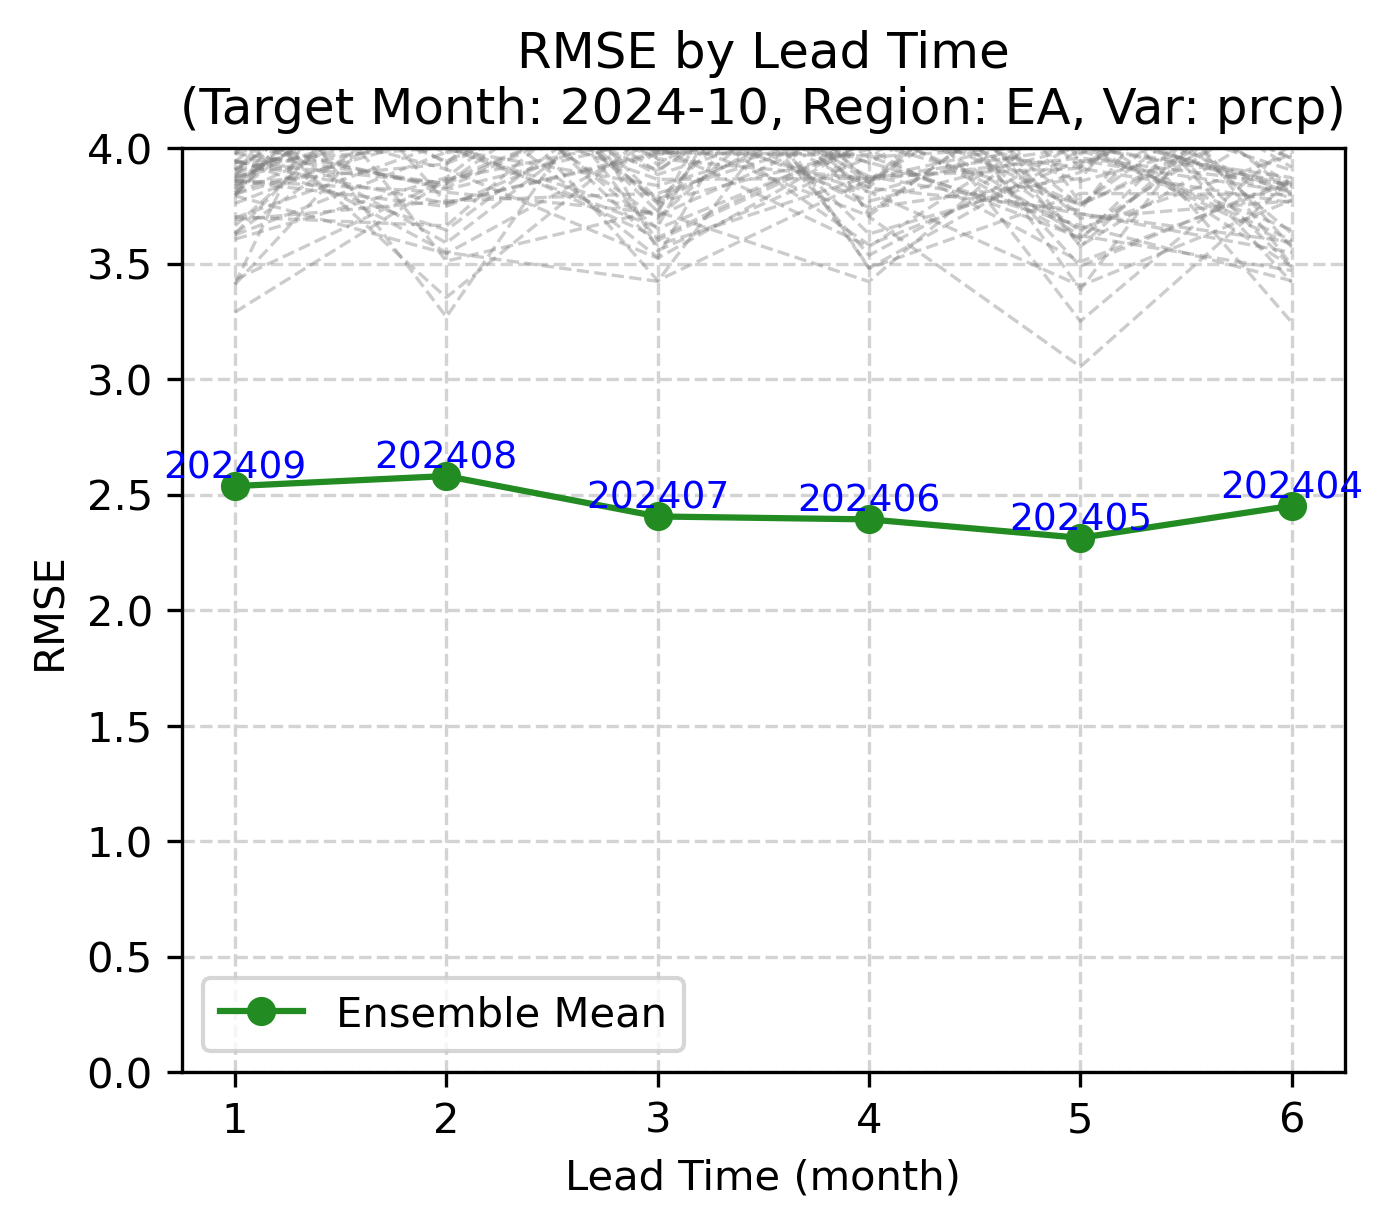 RMSE by Lead Time
(Target Month: 2024-10, Region: EA, Var: prcp)
4.0
3.5
3.0
2.5
2.0
1.5
1.0
0.5
0.0
RMSE
202409
202408
202407
202406
202405
202404
Ensemble Mean
1 2 3 4 5 6
Lead Time (month)